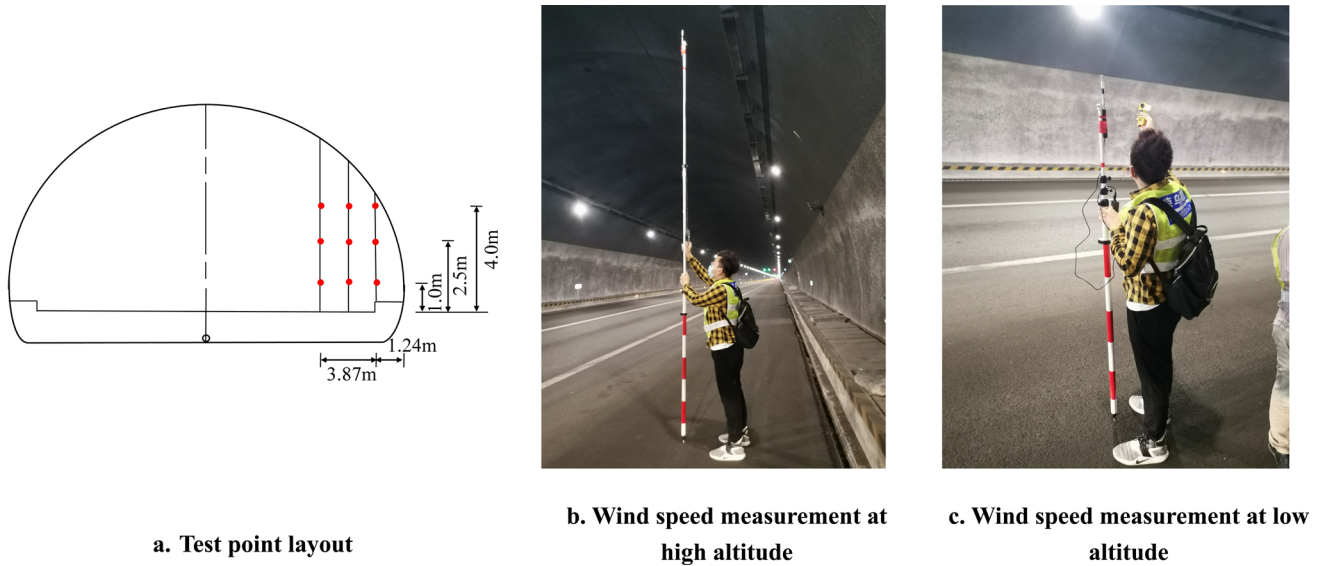 1.0m
2.5m
4.0m
1.24m
3.87m
a. Test point layout
b. Wind speed measurement at
high altitude
c. Wind speed measurement at low
altitude